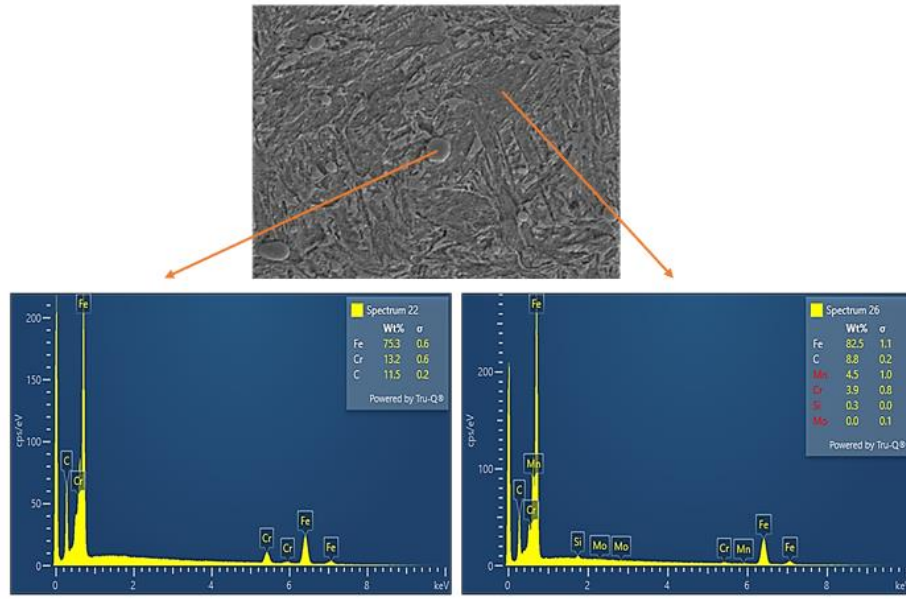 Fe
Spectrum 22
Wt% σ
Fe 75.3 0.6
Cr 13.2 0.6
C 11.5 0.2
Powered by Tru-Q®
200
150
100
50
0
cps/eV
C
Cr
Cr
Cr
Fe
Fe
0 2 4 6 8 keV
Fe
Spectrum 26
Wt% σ
Fe 82.5 1.1
C 8.8 0.2
Mn 4.5 1.0
Cr 3.9 0.8
Si 0.3 0.0
Mo 0.0 0.1
Powered by Tru-Q®
200
100
0
cps/eV
C
Mn
Cr
Si
Mo
Mo
Cr
Mn
Fe
Fe
0 2 4 6 8 keV